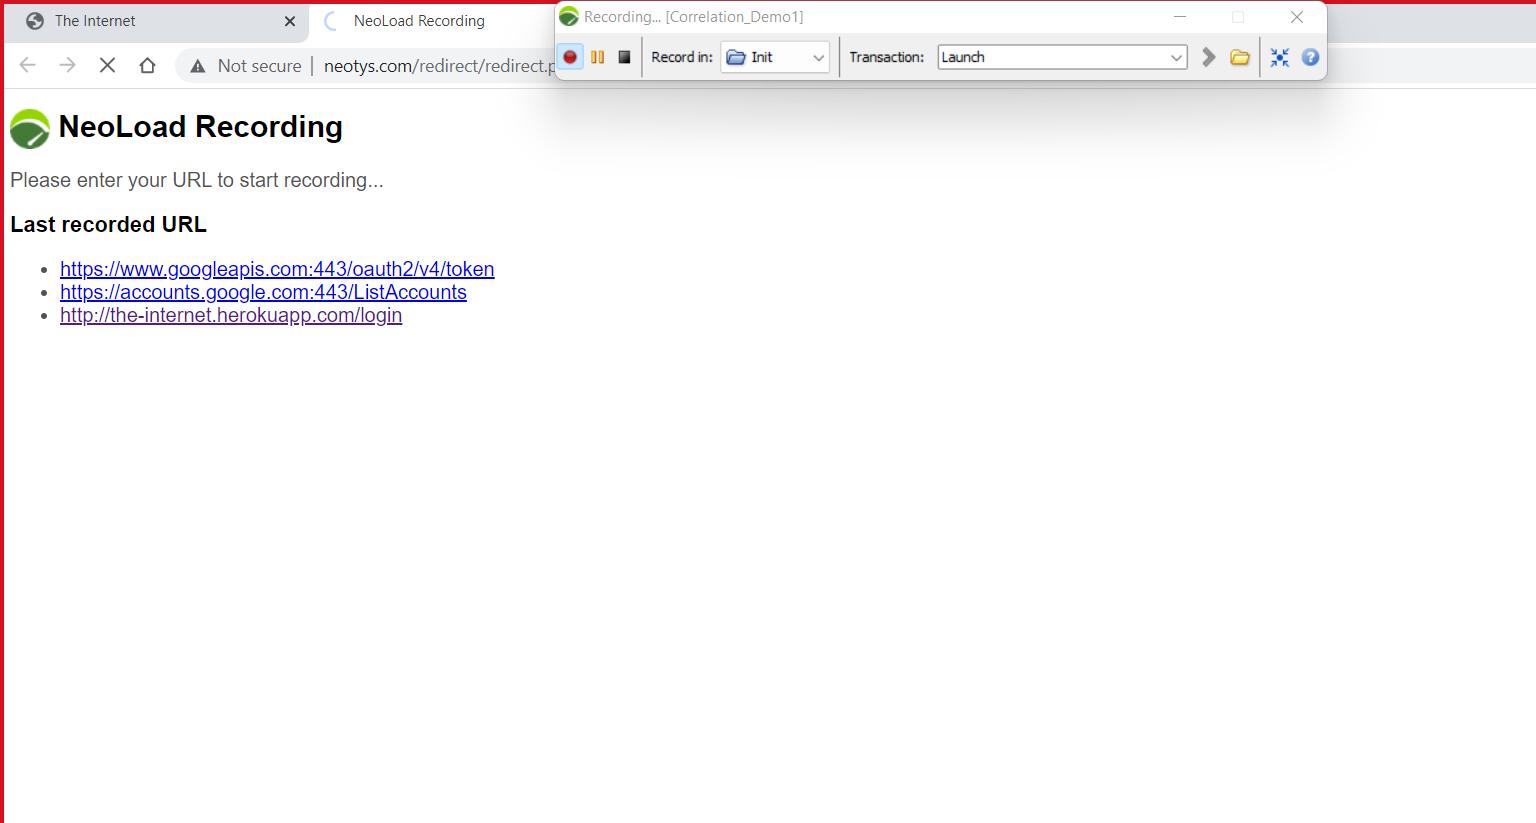 The Internet
NeoLoad Recording
Recording... [Correlation_Demo1]
Not secure | neotys.com/redirect/redirect.p
Record in: Init Transaction: Launch
NeoLoad Recording
Please enter your URL to start recording...
Last recorded URL
https://www.googleapis.com:443/oauth2/v4/token
https://accounts.google.com:443/ListAccounts
http://the-internet.herokuapp.com/login